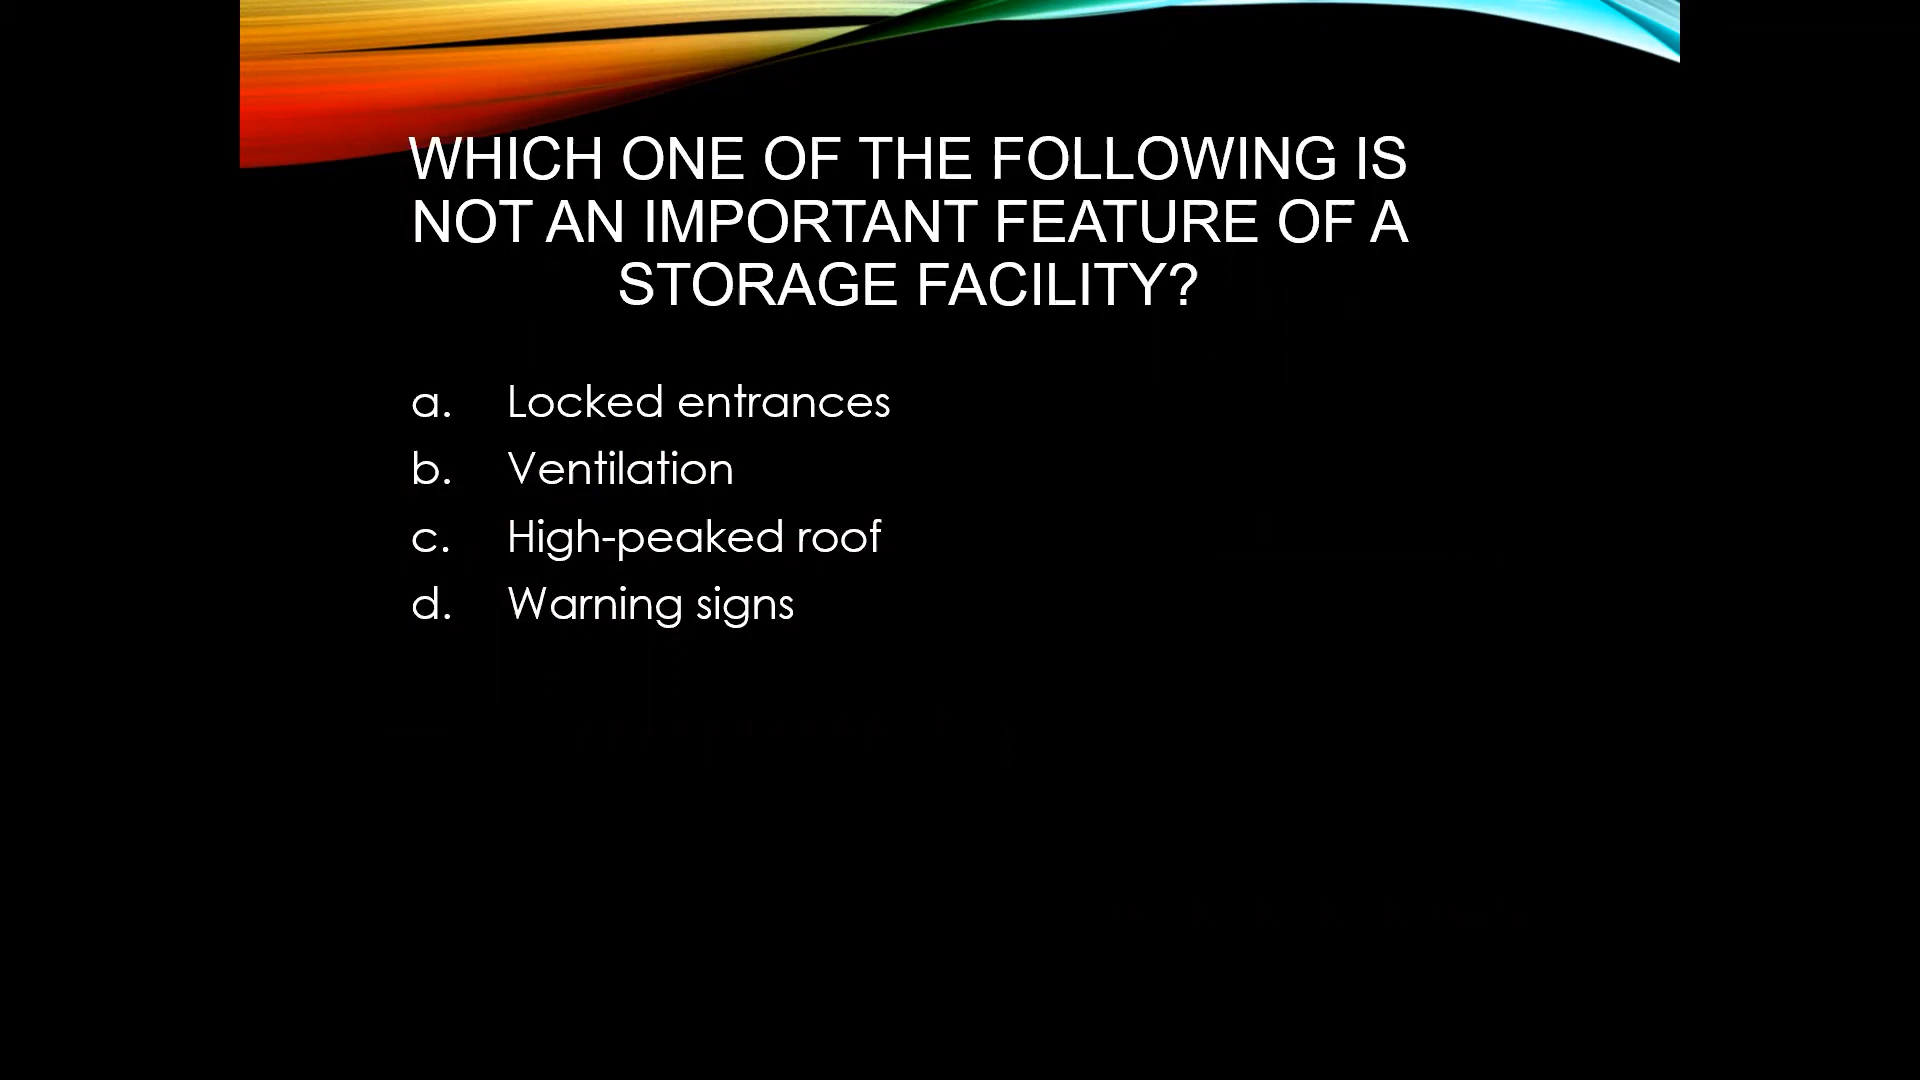 WHICH ONE OF THE FOLLOWING IS
NOT AN IMPORTANT FEATURE OF A
STORAGE FACILITY?
a. Locked entrances
b. Ventilation
c. High-peaked roof
d. Warning signs